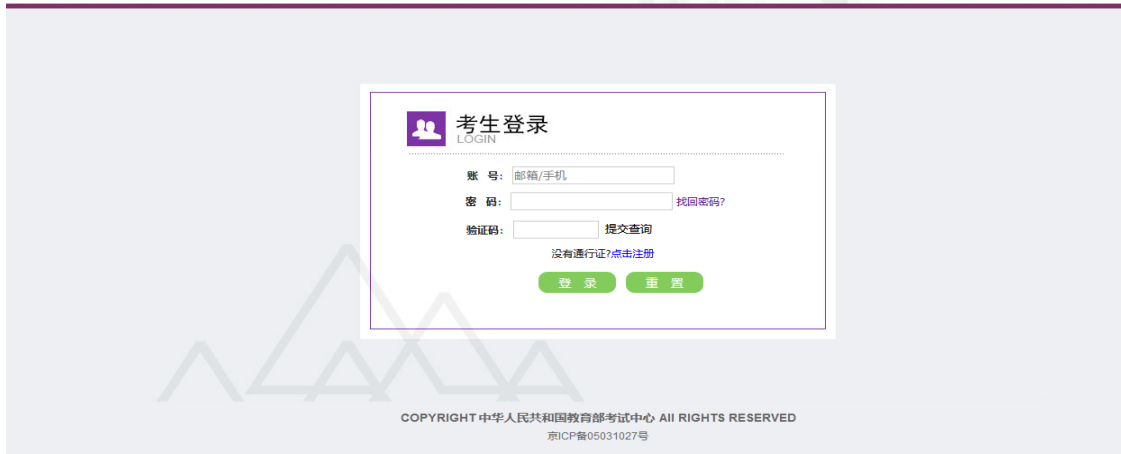 考生登录
LOGIN
账 号: 邮箱/手机
密 码: 找回密码?
验证码: 提交查询
没有通行证?点击注册
登 录 重 置
COPYRIGHT 中华人民共和国教育部考试中心 All RIGHTS RESERVED
京ICP备05031027号